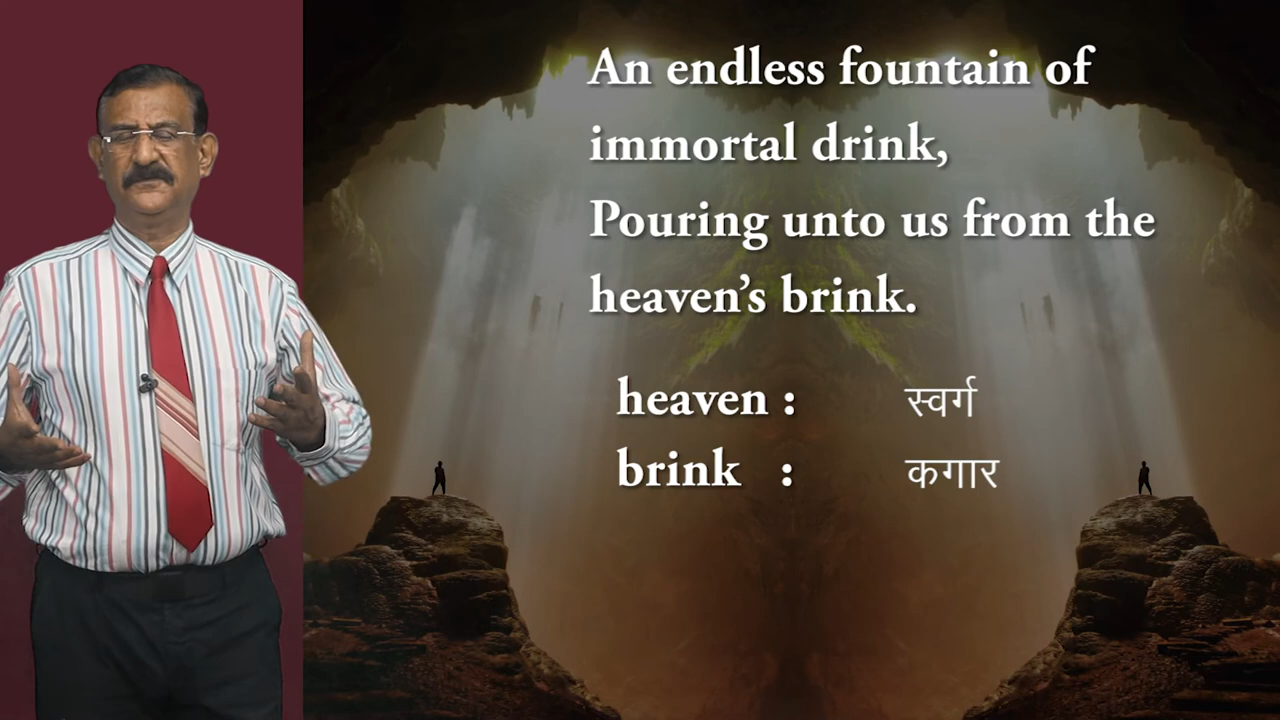 An endless fountain of
immortal drink,
Pouring unto us from the
heaven’s brink.
heaven : स्वर्ग
brink : कगार